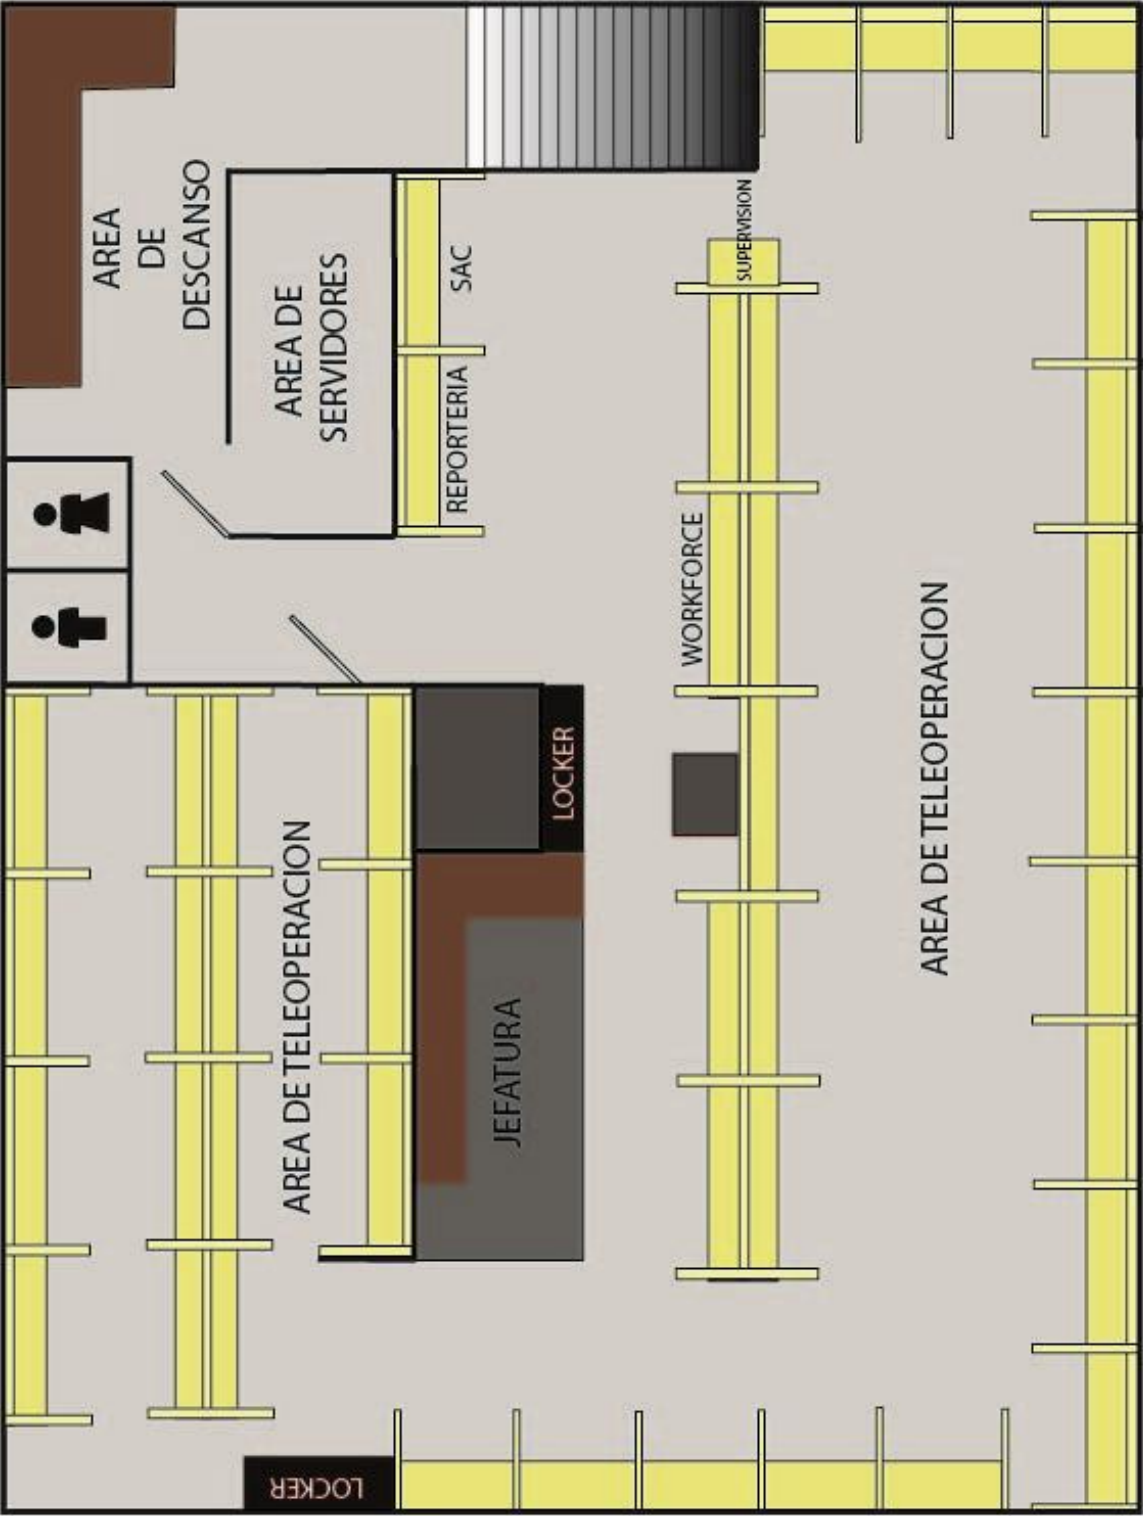 AREA
DE
DESCANSO
AREA DE
SERVIDORES
SAC
REPORTERIA
SUPERVISION
WORKFORCE
AREA DE TELEOPERACION
LOCKER
JEFATURA
AREA DE TELEOPERACION
LOCKER